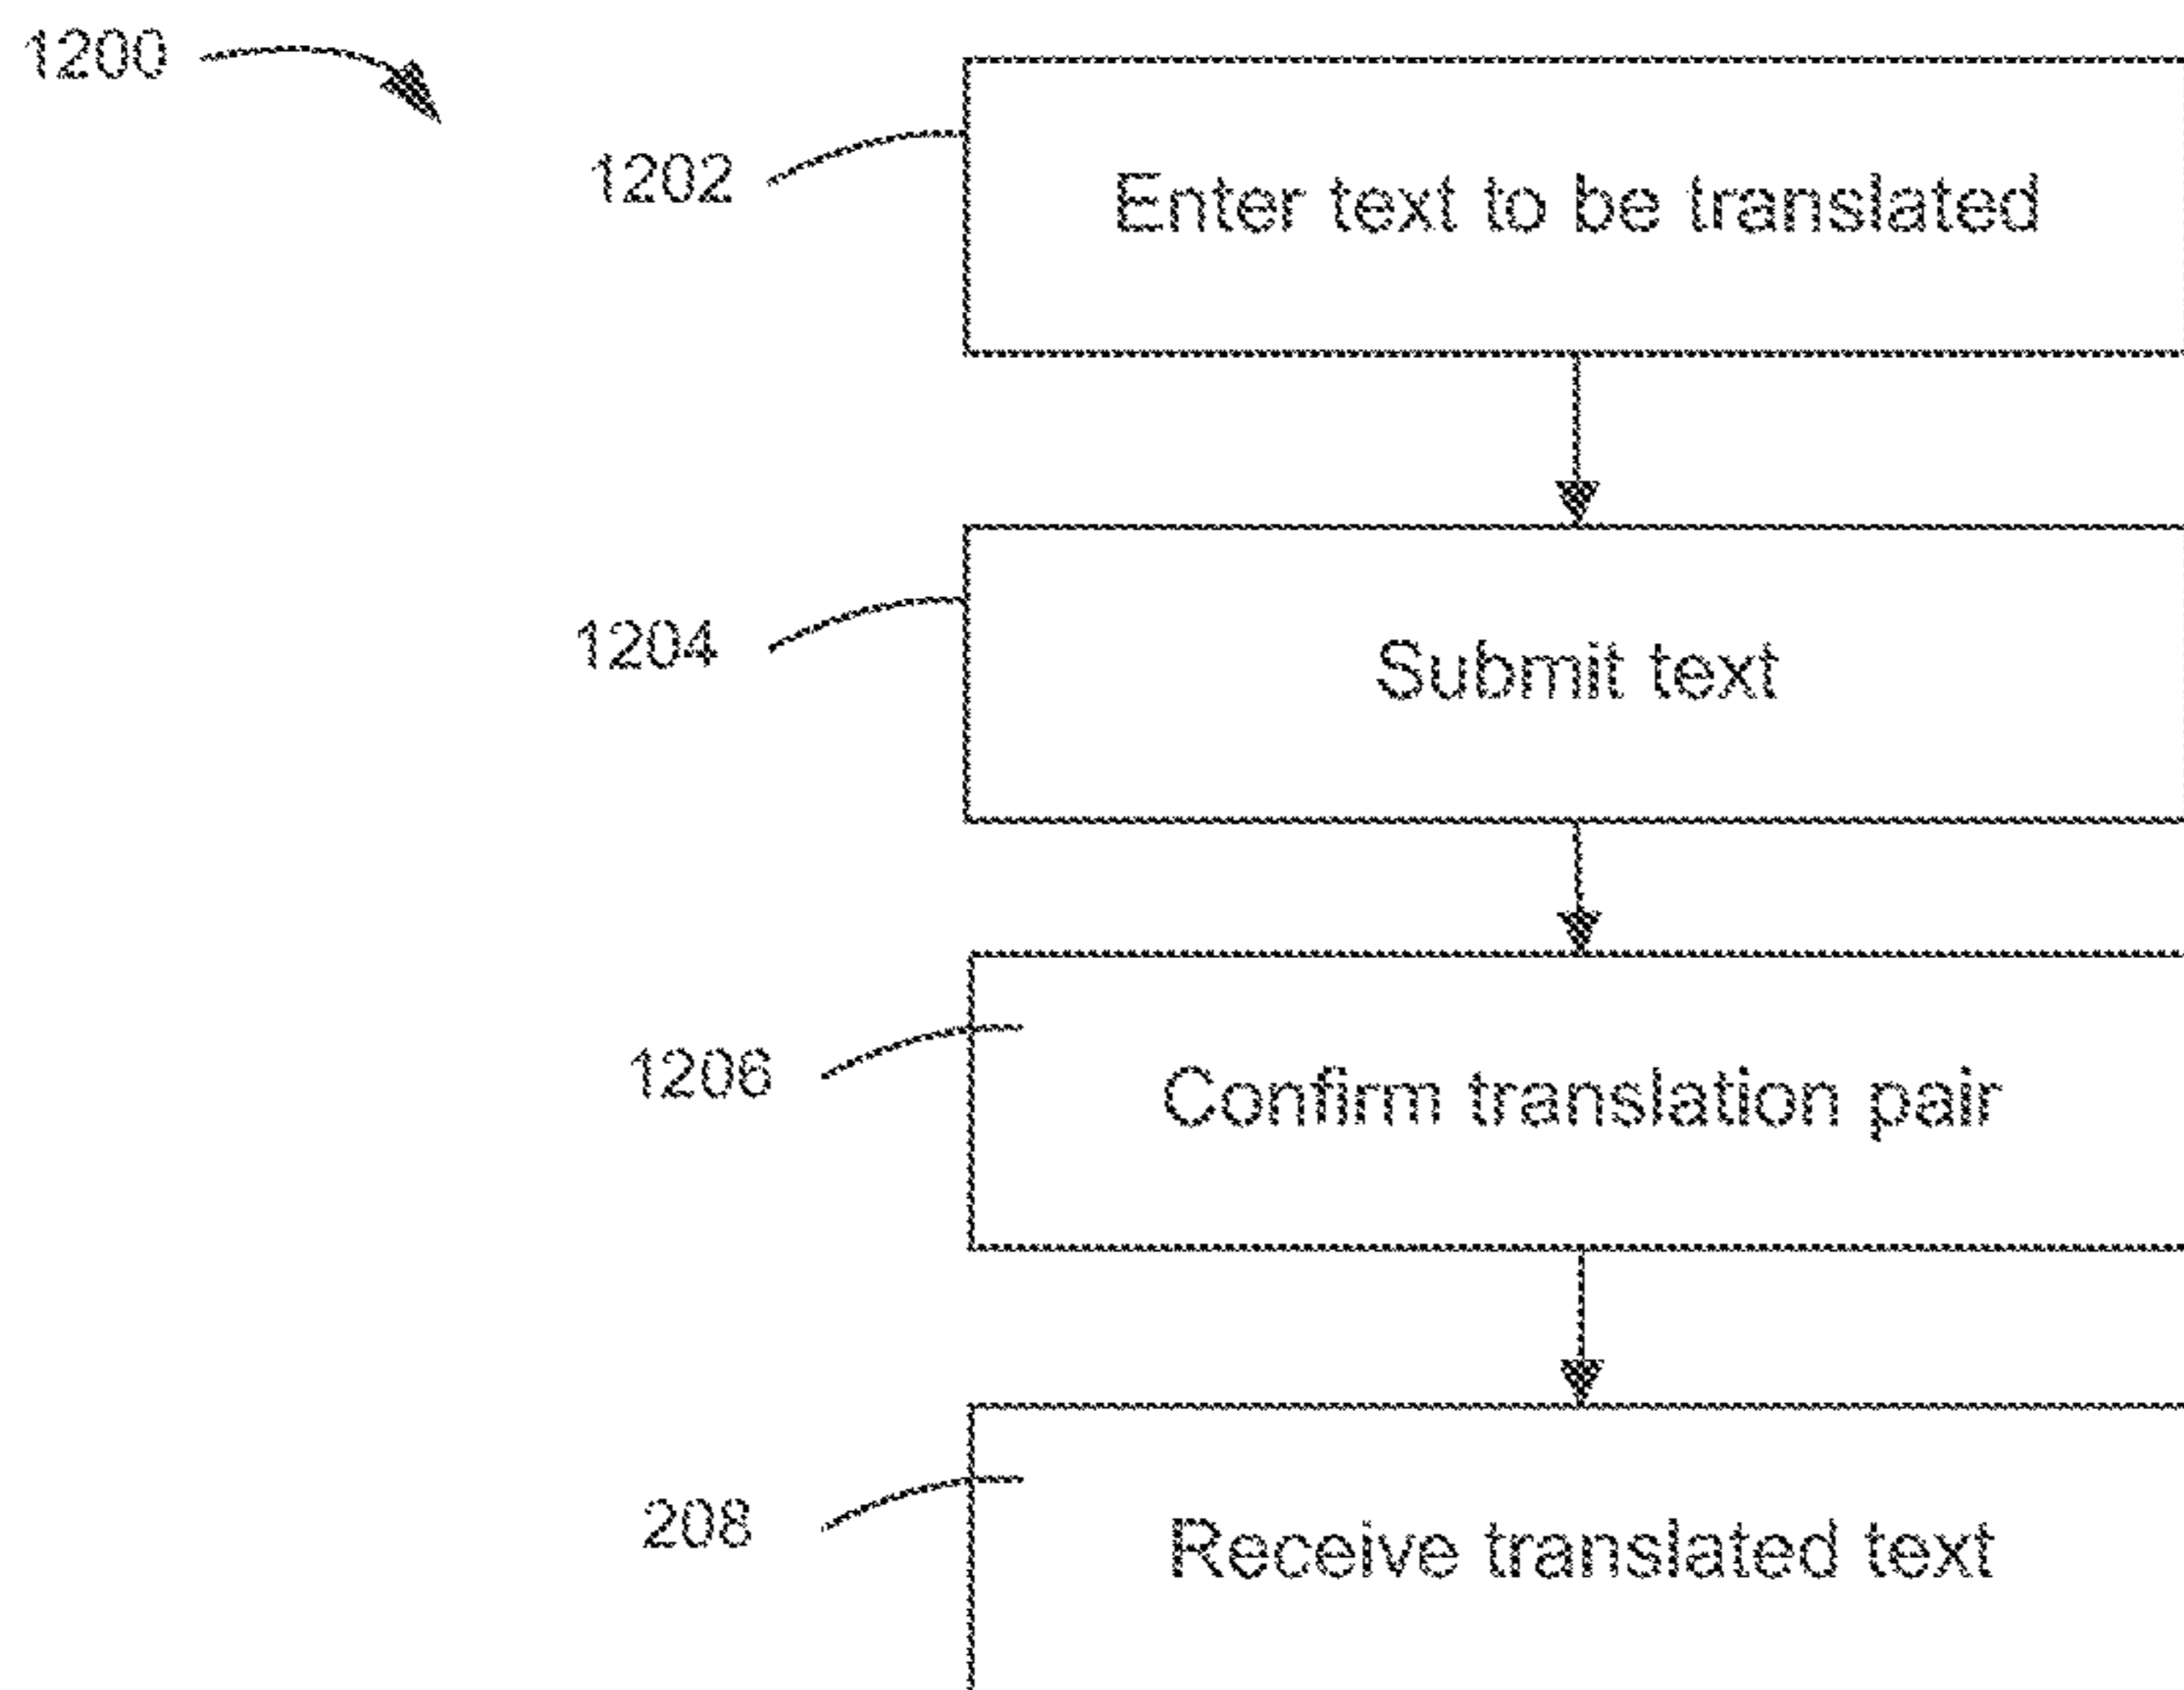 1200
1202
Enter text to be translated
1204
Submit text
1206
Confirm translation pair
208
Receive translated text